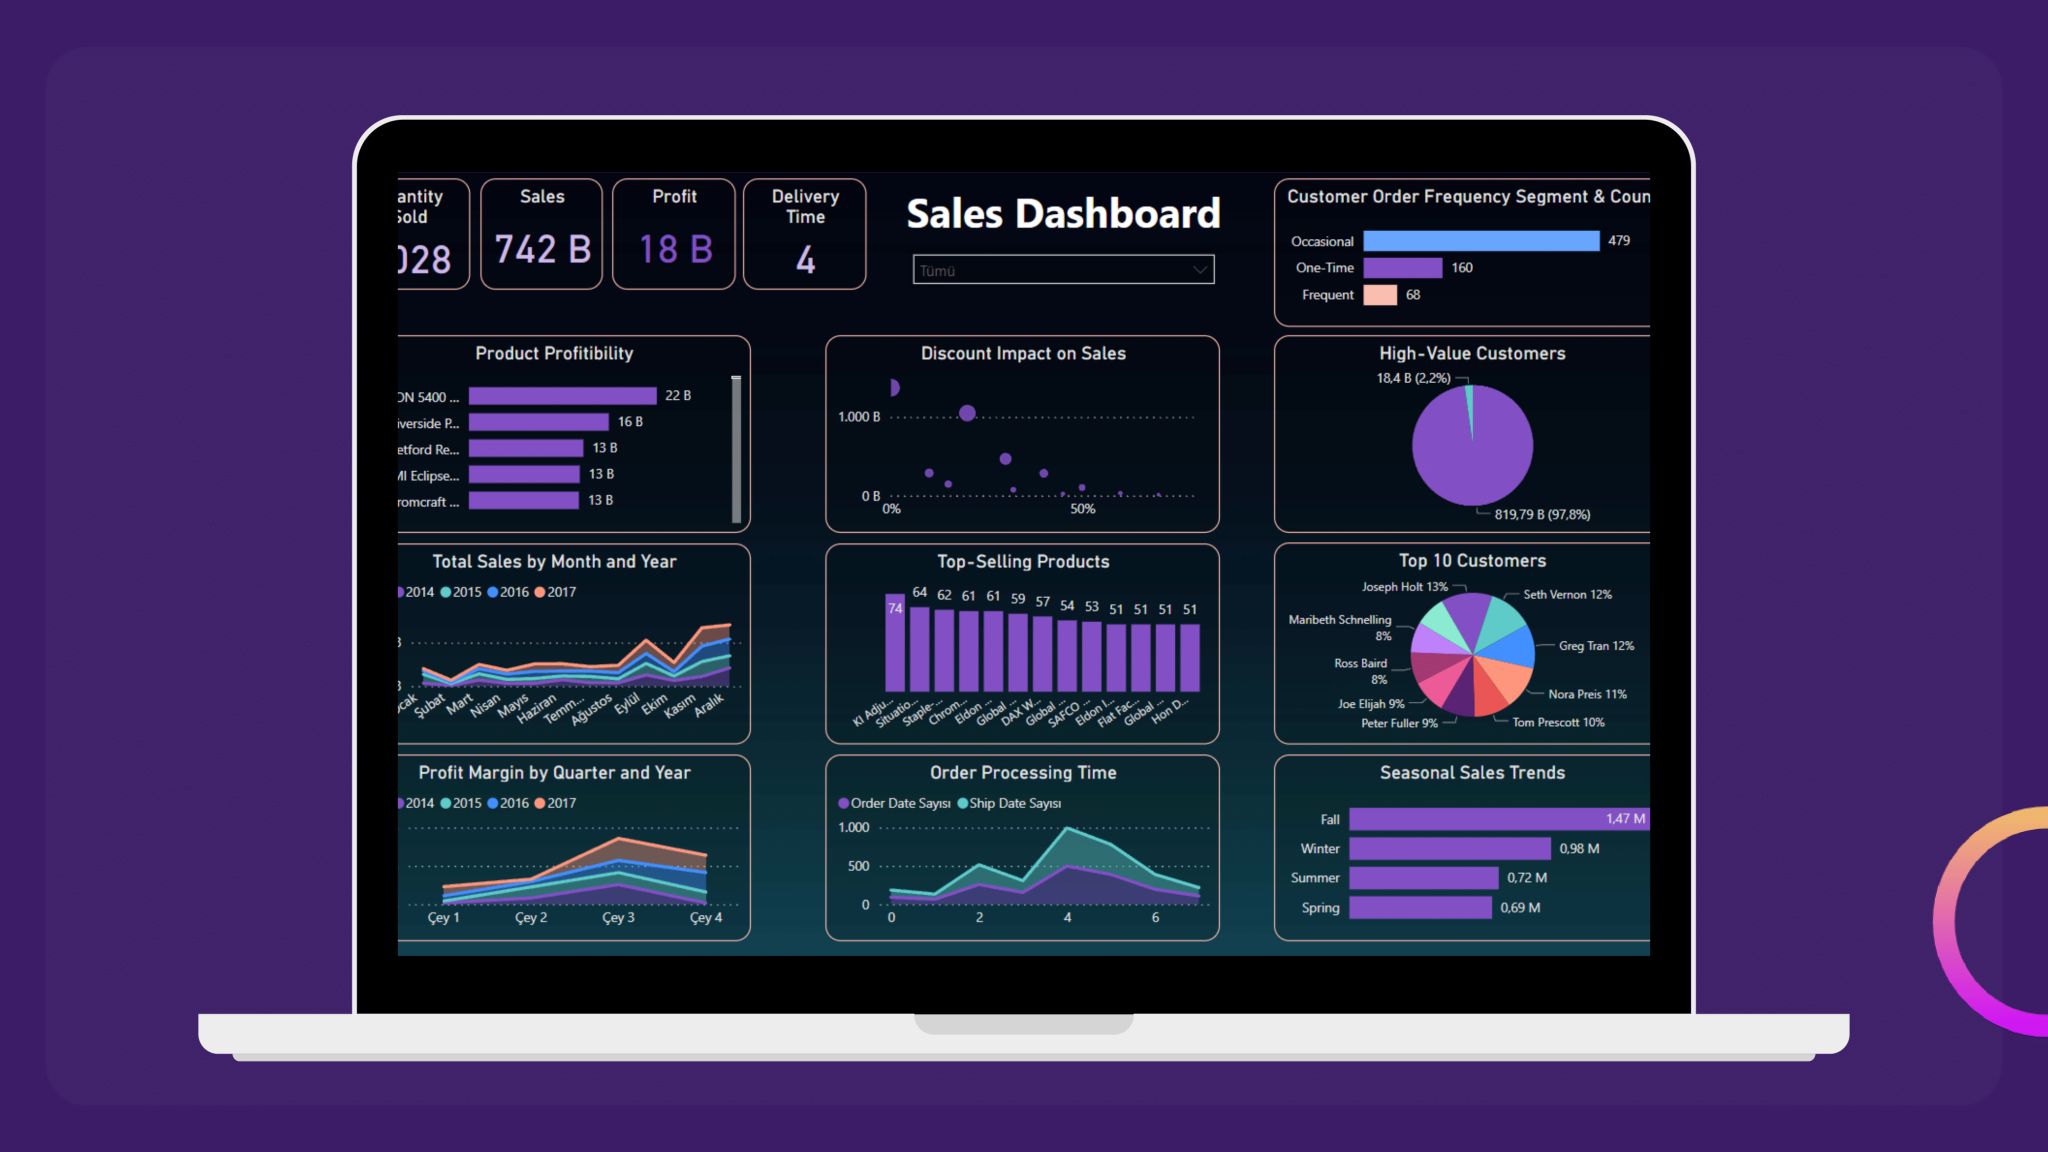 antity
Sold
028
Sales
742 B
Profit
18 B
Delivery
Time
4
Sales Dashboard
Tümü
Customer Order Frequency Segment & Coun
Occasional 479
One-Time 160
Frequent 68
Product Profitibility
ON 5400 ... 22 B
iverside P... 16 B
etford Re... 13 B
MI Eclipse... 13 B
romcraft ... 13 B
Discount Impact on Sales
1.000 B
0 B
0% 50%
High-Value Customers
18,4 B (2,2%)
819,79 B (97,8%)
Total Sales by Month and Year
2014 2015 2016 2017
Ocak Şubat Mart Nisan Mayıs Haziran Temm... Ağustos Eylül Ekim Kasım Aralık
Top-Selling Products
74 64 62 61 61 59 57 54 53 51 51 51 51
KI Adju... Situatio... Staple-... Chrom... Eldon ... Global ... DAX W... Global ... SAFCO ... Eldon I... Flat Fac... Global ... Hon D...
Top 10 Customers
Joseph Holt 13%
Seth Vernon 12%
Maribeth Schnelling
8%
Greg Tran 12%
Ross Baird
8%
Nora Preis 11%
Joe Elijah 9%
Peter Fuller 9%
Tom Prescott 10%
Profit Margin by Quarter and Year
2014 2015 2016 2017
Çey 1 Çey 2 Çey 3 Çey 4
Order Processing Time
Order Date Sayısı Ship Date Sayısı
1.000
500
0
0 2 4 6
Seasonal Sales Trends
Fall 1,47 M
Winter 0,98 M
Summer 0,72 M
Spring 0,69 M